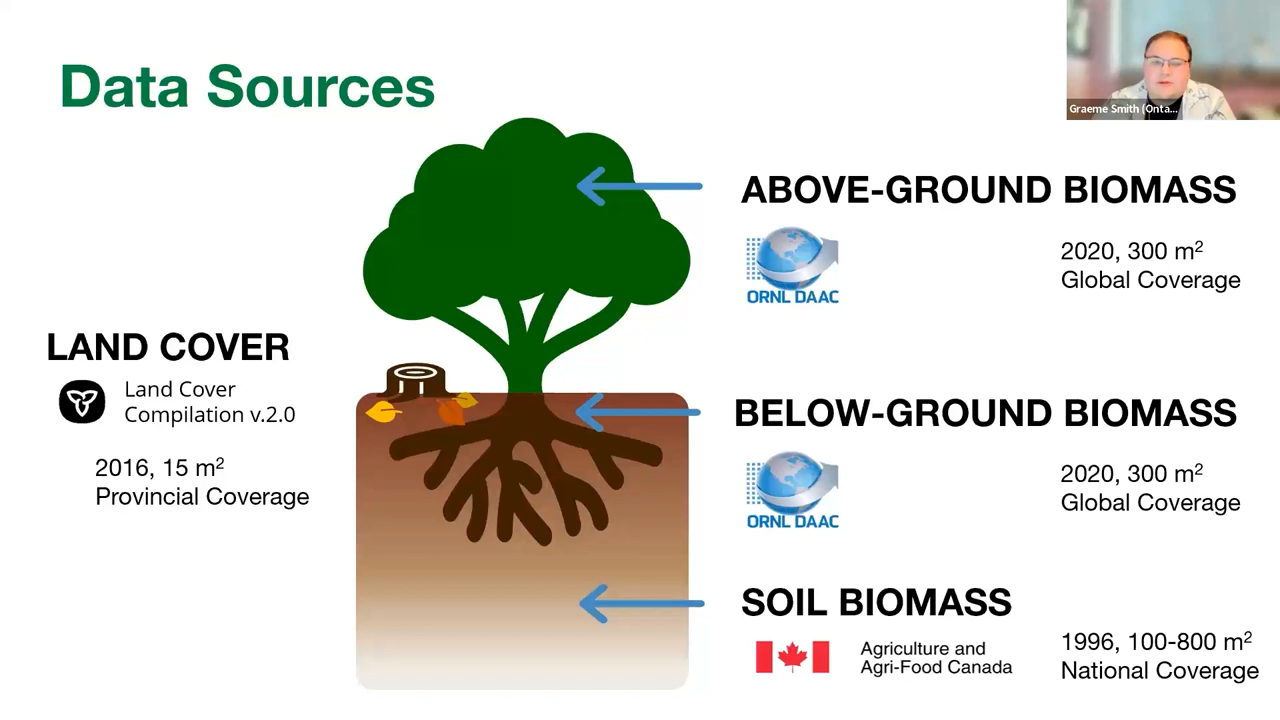 Data Sources
Graeme Smith (Onta...
ABOVE-GROUND BIOMASS
ORNL DAAC
2020, 300 m²
Global Coverage
LAND COVER
Land Cover
Compilation v.2.0
2016, 15 m²
Provincial Coverage
BELOW-GROUND BIOMASS
ORNL DAAC
2020, 300 m²
Global Coverage
SOIL BIOMASS
Agriculture and
Agri-Food Canada
1996, 100-800 m²
National Coverage